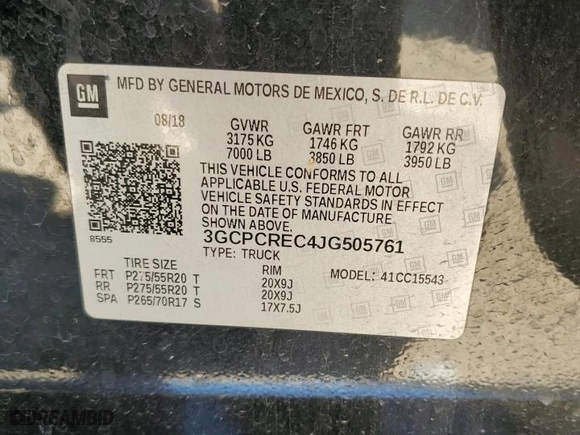 GM
MFD BY GENERAL MOTORS DE MEXICO, S. DE R.L. DE C.V.
08/18 GVWR GAWR FRT GAWR RR
3175 KG 1746 KG 1792 KG
7000 LB 3850 LB 3950 LB
THIS VEHICLE CONFORMS TO ALL
APPLICABLE U.S. FEDERAL MOTOR
VEHICLE SAFETY STANDARDS IN EFFECT
ON THE DATE OF MANUFACTURE
SHOWN ABOVE.
8555 3GCPCREC4JG505761
TYPE: TRUCK
TIRE SIZE RIM MODEL: 41CC15543
FRT P275/55R20 T 20X9J
RR P275/55R20 T 20X9J
SPA P265/70R17 S 17X7.5J
DREAMBID